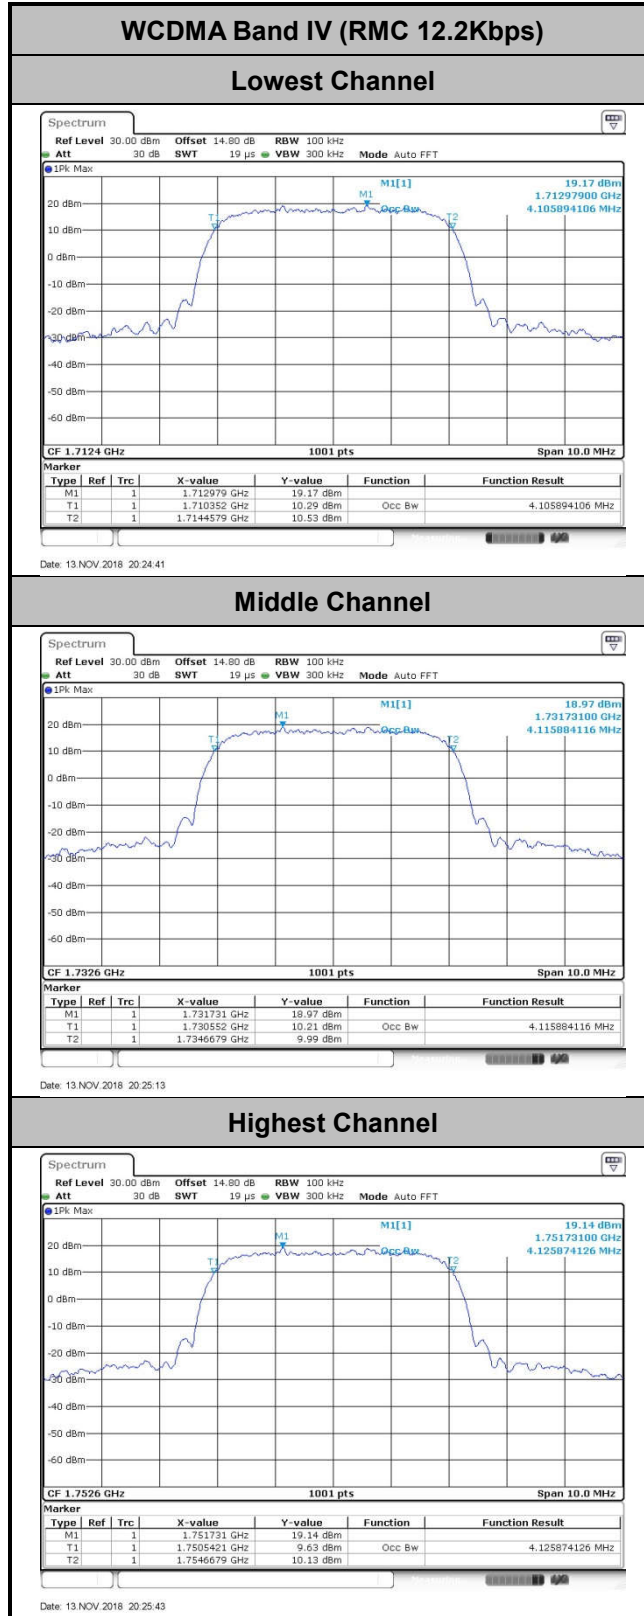 WCDMA Band IV (RMC 12.2Kbps)
Lowest Channel
Spectrum
Ref Level 30.00 dBm Offset 14.80 dB RBW 100 kHz
Att 30 dB SWT 19 µs VBW 300 kHz Mode Auto FFT
1Pk Max
M1[1] 19.17 dBm
1.71297900 GHz
Occ Bw 4.105894106 MHz
M1
T1
T2
20 dBm
10 dBm
0 dBm
-10 dBm
-20 dBm
-30 dBm
-40 dBm
-50 dBm
-60 dBm
CF 1.7124 GHz 1001 pts Span 10.0 MHz
Marker
Type Ref Trc X-value Y-value Function Function Result
M1 1 1.712979 GHz 19.17 dBm
T1 1 1.710352 GHz 10.29 dBm Occ Bw 4.105894106 MHz
T2 1 1.7144579 GHz 10.53 dBm
Date: 13.NOV.2018 20:24:41
Middle Channel
Spectrum
Ref Level 30.00 dBm Offset 14.80 dB RBW 100 kHz
Att 30 dB SWT 19 µs VBW 300 kHz Mode Auto FFT
1Pk Max
M1[1] 18.97 dBm
1.73173100 GHz
Occ Bw 4.115884116 MHz
M1
T1
T2
20 dBm
10 dBm
0 dBm
-10 dBm
-20 dBm
-30 dBm
-40 dBm
-50 dBm
-60 dBm
CF 1.7326 GHz 1001 pts Span 10.0 MHz
Marker
Type Ref Trc X-value Y-value Function Function Result
M1 1 1.731731 GHz 18.97 dBm
T1 1 1.730552 GHz 10.21 dBm Occ Bw 4.115884116 MHz
T2 1 1.7346679 GHz 9.99 dBm
Date: 13.NOV.2018 20:25:13
Highest Channel
Spectrum
Ref Level 30.00 dBm Offset 14.80 dB RBW 100 kHz
Att 30 dB SWT 19 µs VBW 300 kHz Mode Auto FFT
1Pk Max
M1[1] 19.14 dBm
1.75173100 GHz
Occ Bw 4.125874126 MHz
M1
T1
T2
20 dBm
10 dBm
0 dBm
-10 dBm
-20 dBm
-30 dBm
-40 dBm
-50 dBm
-60 dBm
CF 1.7526 GHz 1001 pts Span 10.0 MHz
Marker
Type Ref Trc X-value Y-value Function Function Result
M1 1 1.751731 GHz 19.14 dBm
T1 1 1.7505421 GHz 9.63 dBm Occ Bw 4.125874126 MHz
T2 1 1.7546679 GHz 10.13 dBm
Date: 13.NOV.2018 20:25:43